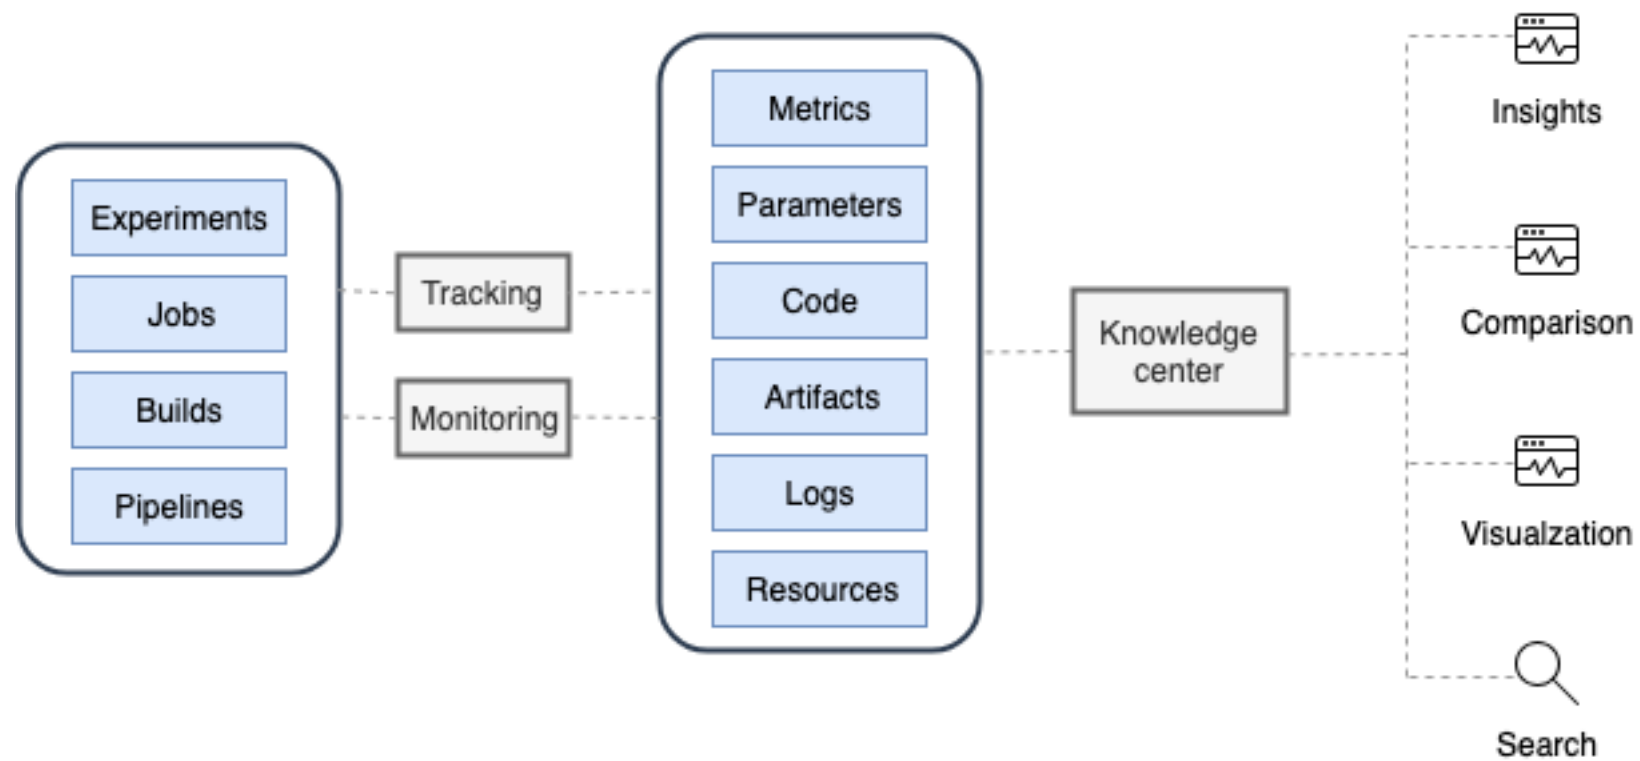 Experiments
Jobs
Builds
Pipelines
Tracking
Monitoring
Metrics
Parameters
Code
Artifacts
Logs
Resources
Knowledge
center
Insights
Comparison
Visualzation
Search